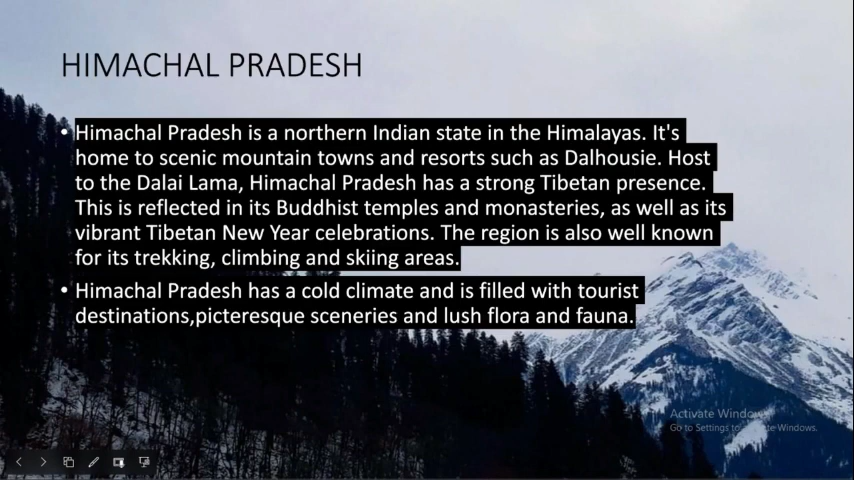 HIMACHAL PRADESH
• Himachal Pradesh is a northern Indian state in the Himalayas. It's
home to scenic mountain towns and resorts such as Dalhousie. Host
to the Dalai Lama, Himachal Pradesh has a strong Tibetan presence.
This is reflected in its Buddhist temples and monasteries, as well as its
vibrant Tibetan New Year celebrations. The region is also well known
for its trekking, climbing and skiing areas.
• Himachal Pradesh has a cold climate and is filled with tourist
destinations,picteresque sceneries and lush flora and fauna.
Activate Windows
Go to Settings to activate Windows.